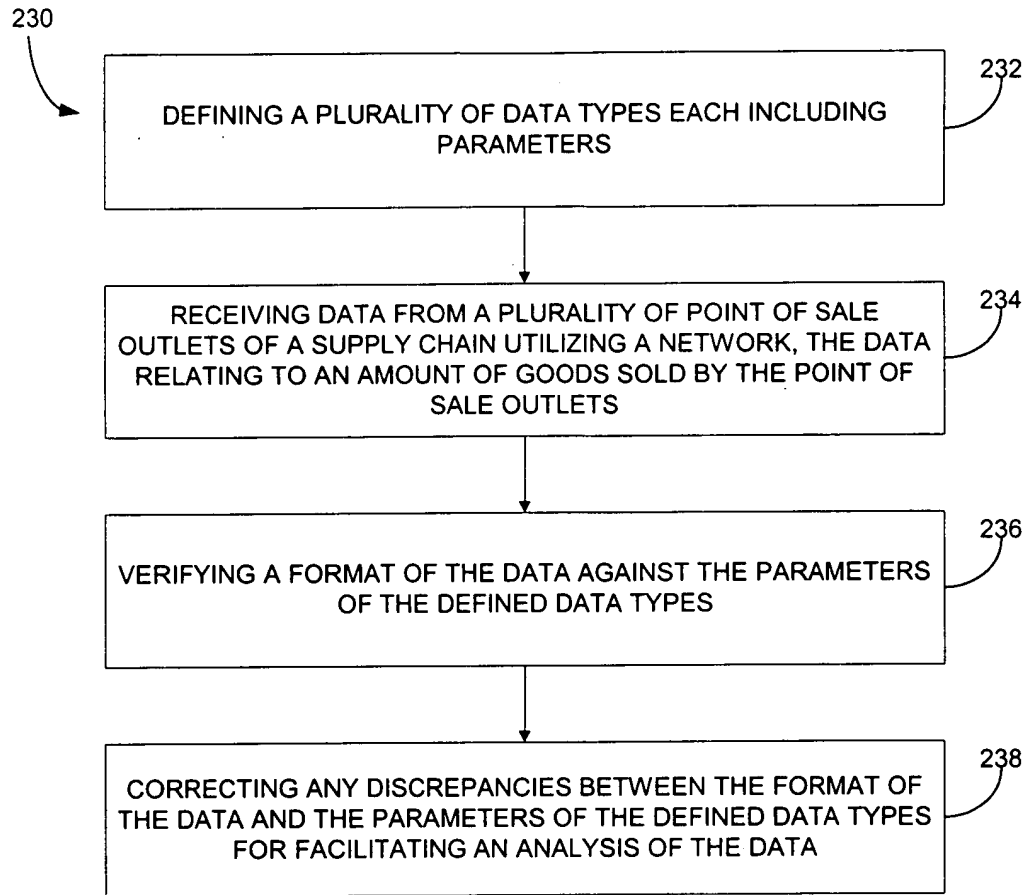 230
232
DEFINING A PLURALITY OF DATA TYPES EACH INCLUDING
PARAMETERS
234
RECEIVING DATA FROM A PLURALITY OF POINT OF SALE
OUTLETS OF A SUPPLY CHAIN UTILIZING A NETWORK, THE DATA
RELATING TO AN AMOUNT OF GOODS SOLD BY THE POINT OF
SALE OUTLETS
236
VERIFYING A FORMAT OF THE DATA AGAINST THE PARAMETERS
OF THE DEFINED DATA TYPES
238
CORRECTING ANY DISCREPANCIES BETWEEN THE FORMAT OF
THE DATA AND THE PARAMETERS OF THE DEFINED DATA TYPES
FOR FACILITATING AN ANALYSIS OF THE DATA